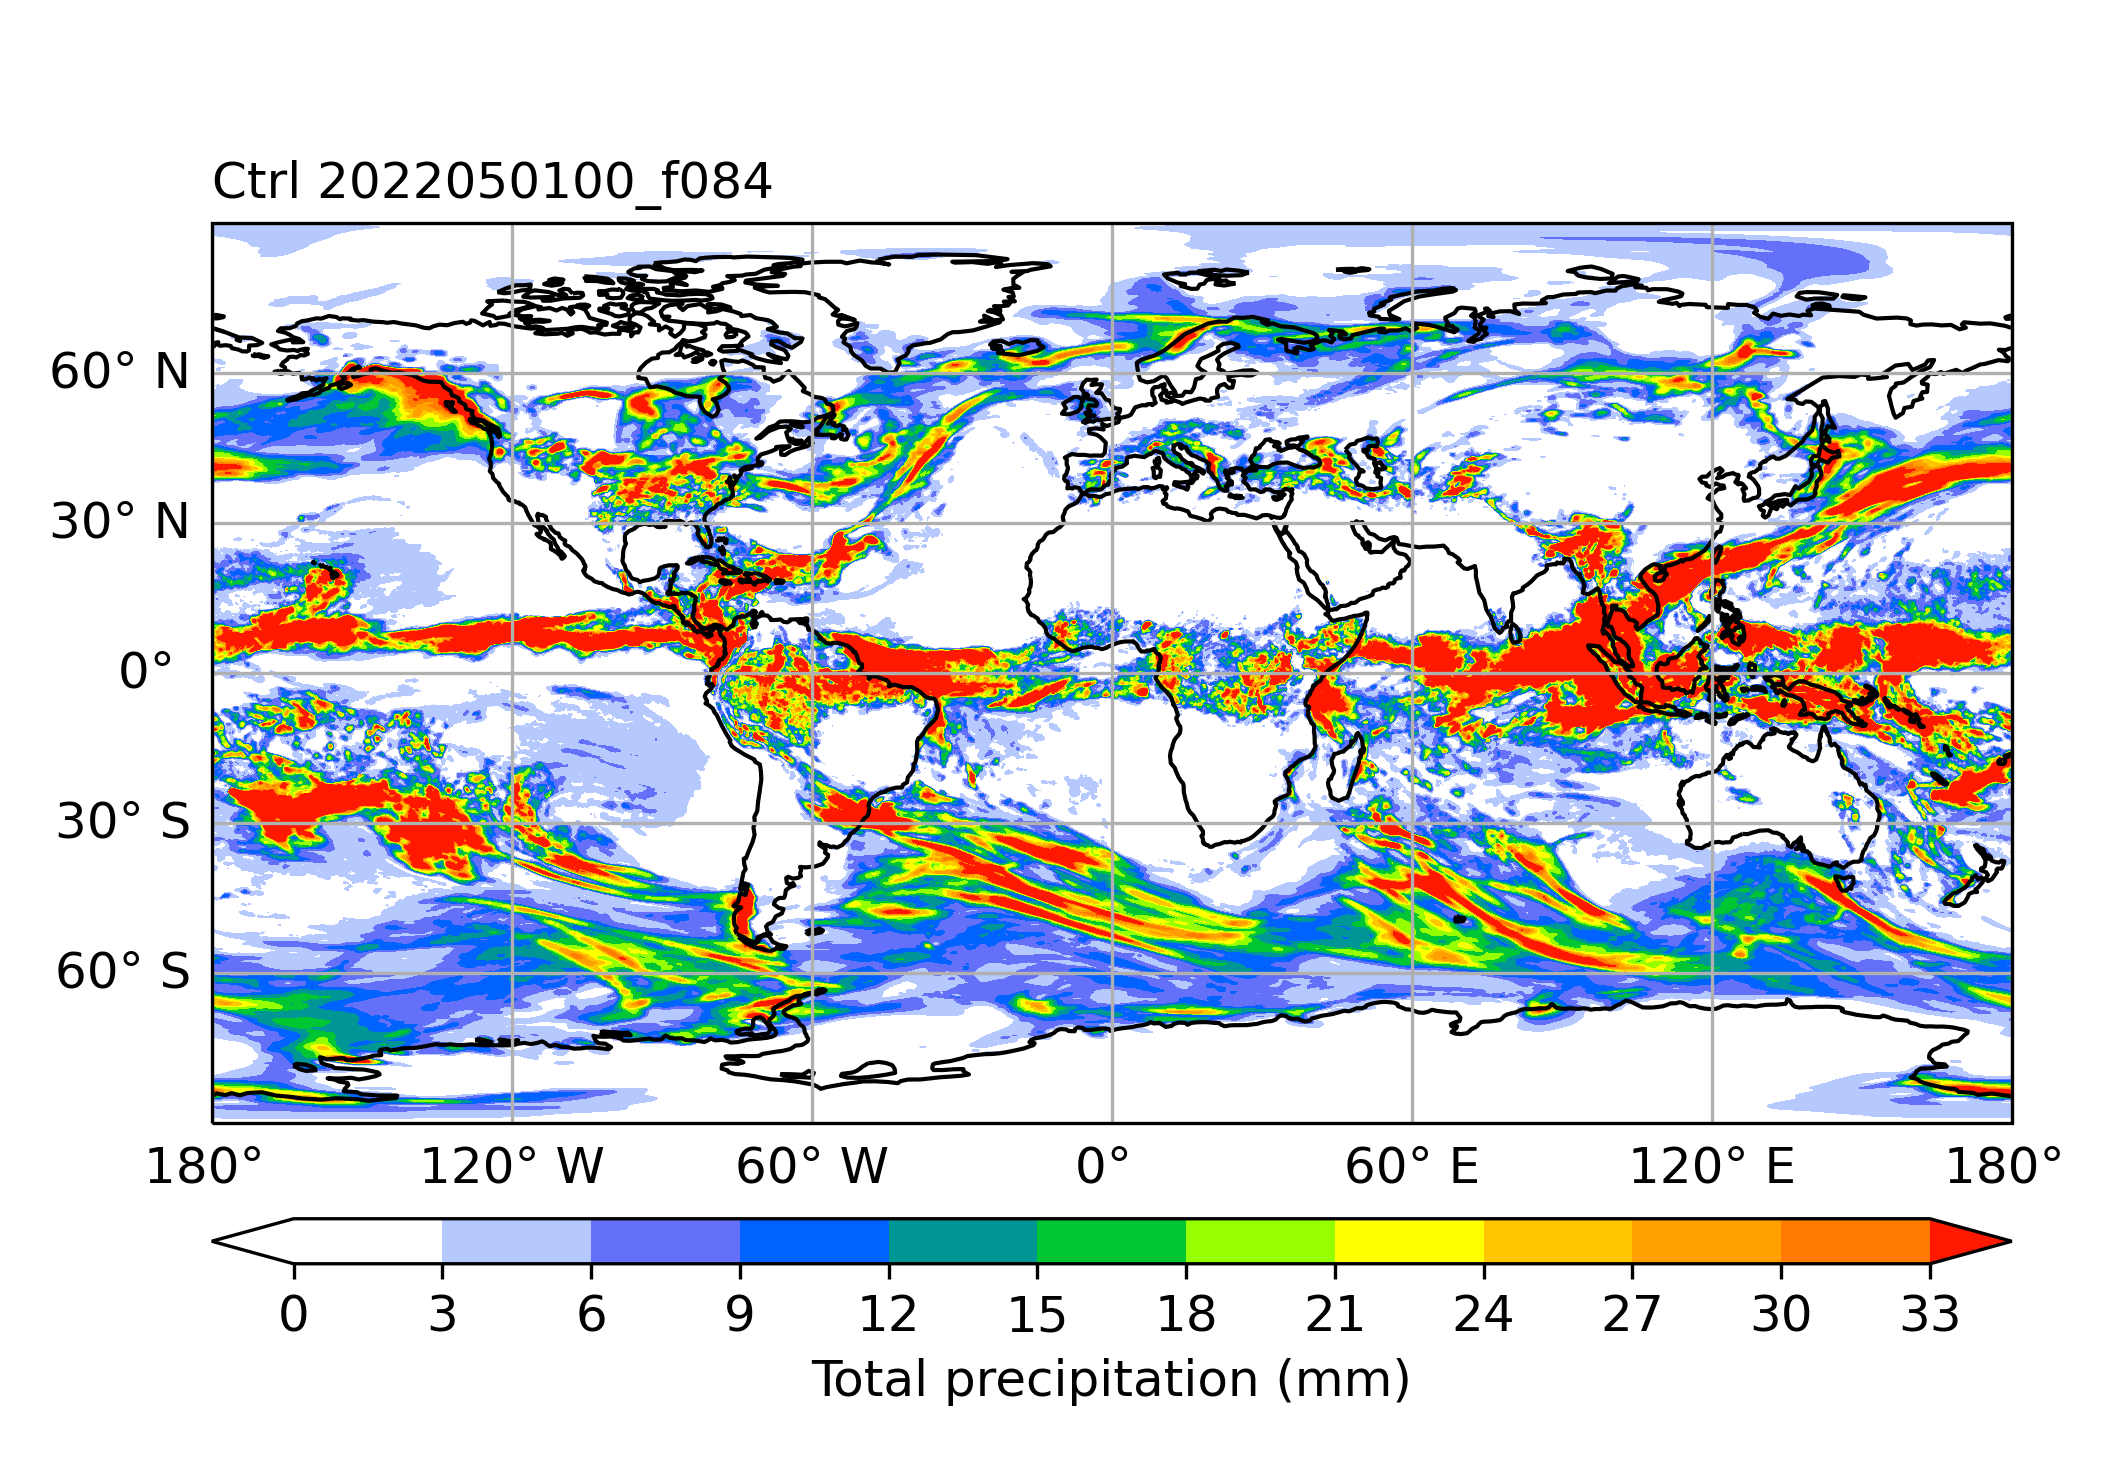 Ctrl 2022050100_f084
60° N
30° N
0°
30° S
60° S
180° 120° W 60° W 0° 60° E 120° E 180°
0 3 6 9 12 15 18 21 24 27 30 33
Total precipitation (mm)